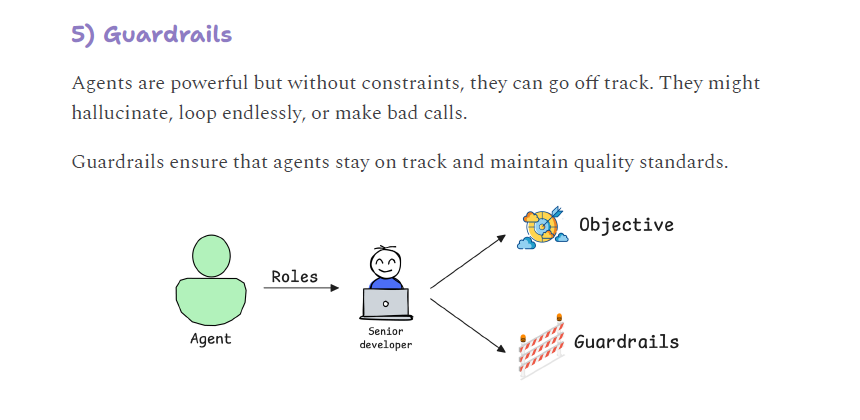 5) Guardrails
Agents are powerful but without constraints, they can go off track. They might
hallucinate, loop endlessly, or make bad calls.
Guardrails ensure that agents stay on track and maintain quality standards.
Objective
Roles
Agent
Senior
developer
Guardrails